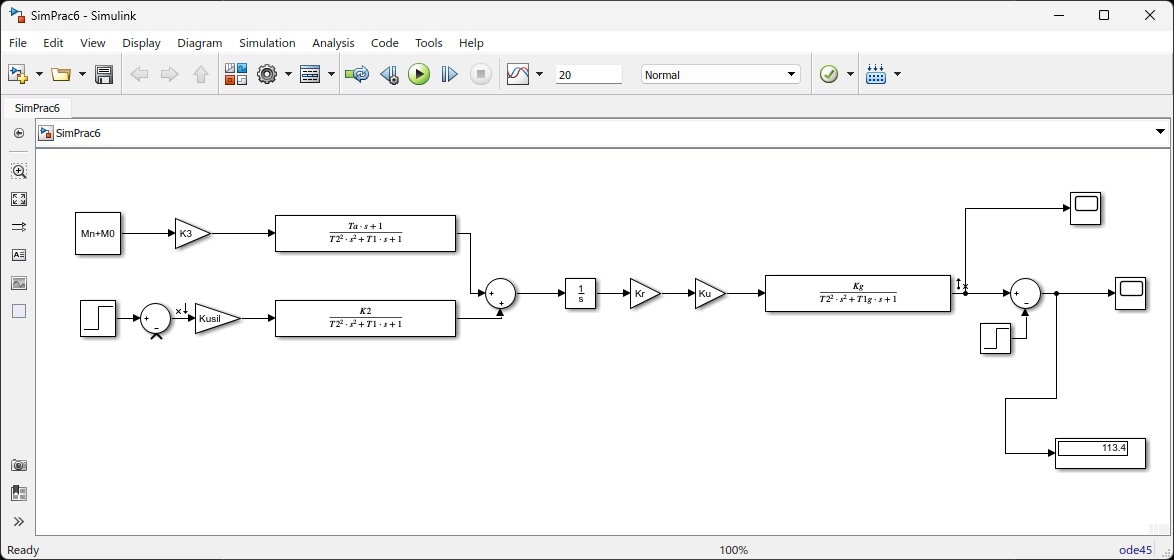 SimPrac6 - Simulink
File Edit View Display Diagram Simulation Analysis Code Tools Help
20 Normal
SimPrac6
SimPrac6
Mn+M0
K3
Ta · s + 1
T2² · s² + T1 · s + 1
Kusil
K2
T2² · s² + T1 · s + 1
1
s
Kr
Ku
Kg
T2² · s² + T1g · s + 1
113.4
Ready 100% ode45